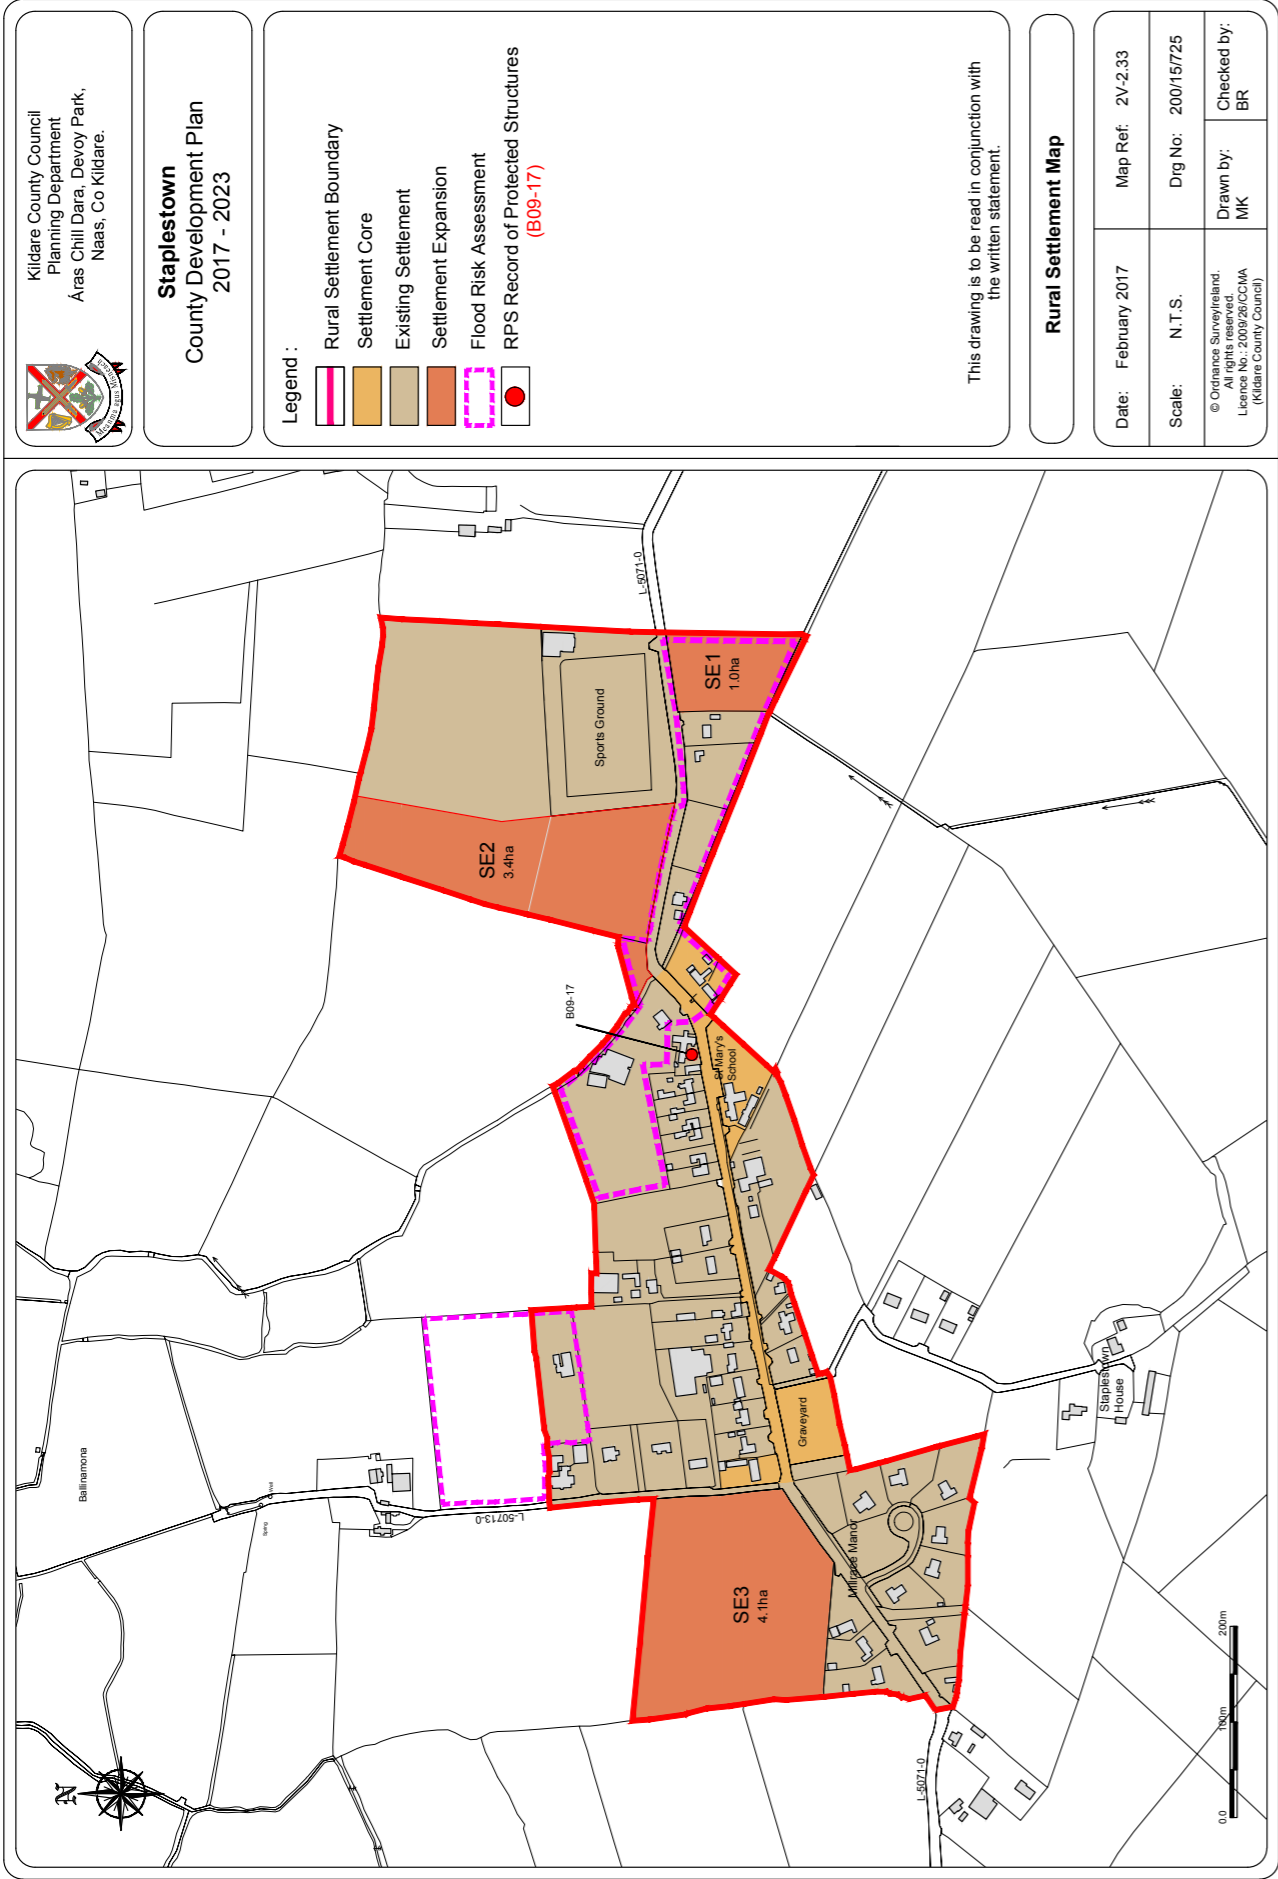 Kildare County Council
Planning Department
Áras Chill Dara, Devoy Park,
Naas, Co Kildare.
Meanma agus Misneach
Staplestown
County Development Plan
2017 - 2023
Legend :
Rural Settlement Boundary
Settlement Core
Existing Settlement
Settlement Expansion
Flood Risk Assessment
RPS Record of Protected Structures
(B09-17)
This drawing is to be read in conjunction with
the written statement.
Rural Settlement Map
Date: February 2017
Map Ref: 2V-2.33
Scale: N.T.S.
Drg No: 200/15/725
© Ordnance SurveyIreland.
All rights reserved.
Licence No.: 2009/26/CCMA
(Kildare County Council)
Drawn by:
MK
Checked by:
BR
N
Ballinamona
Spring
Well
L-50713-0
SE3
4.1ha
Millrace Manor
L-5071-0
Graveyard
Staplestown
House
B09-17
St Mary's
School
SE2
3.4ha
Sports Ground
SE1
1.0ha
L-5071-0
0.0
100m
200m